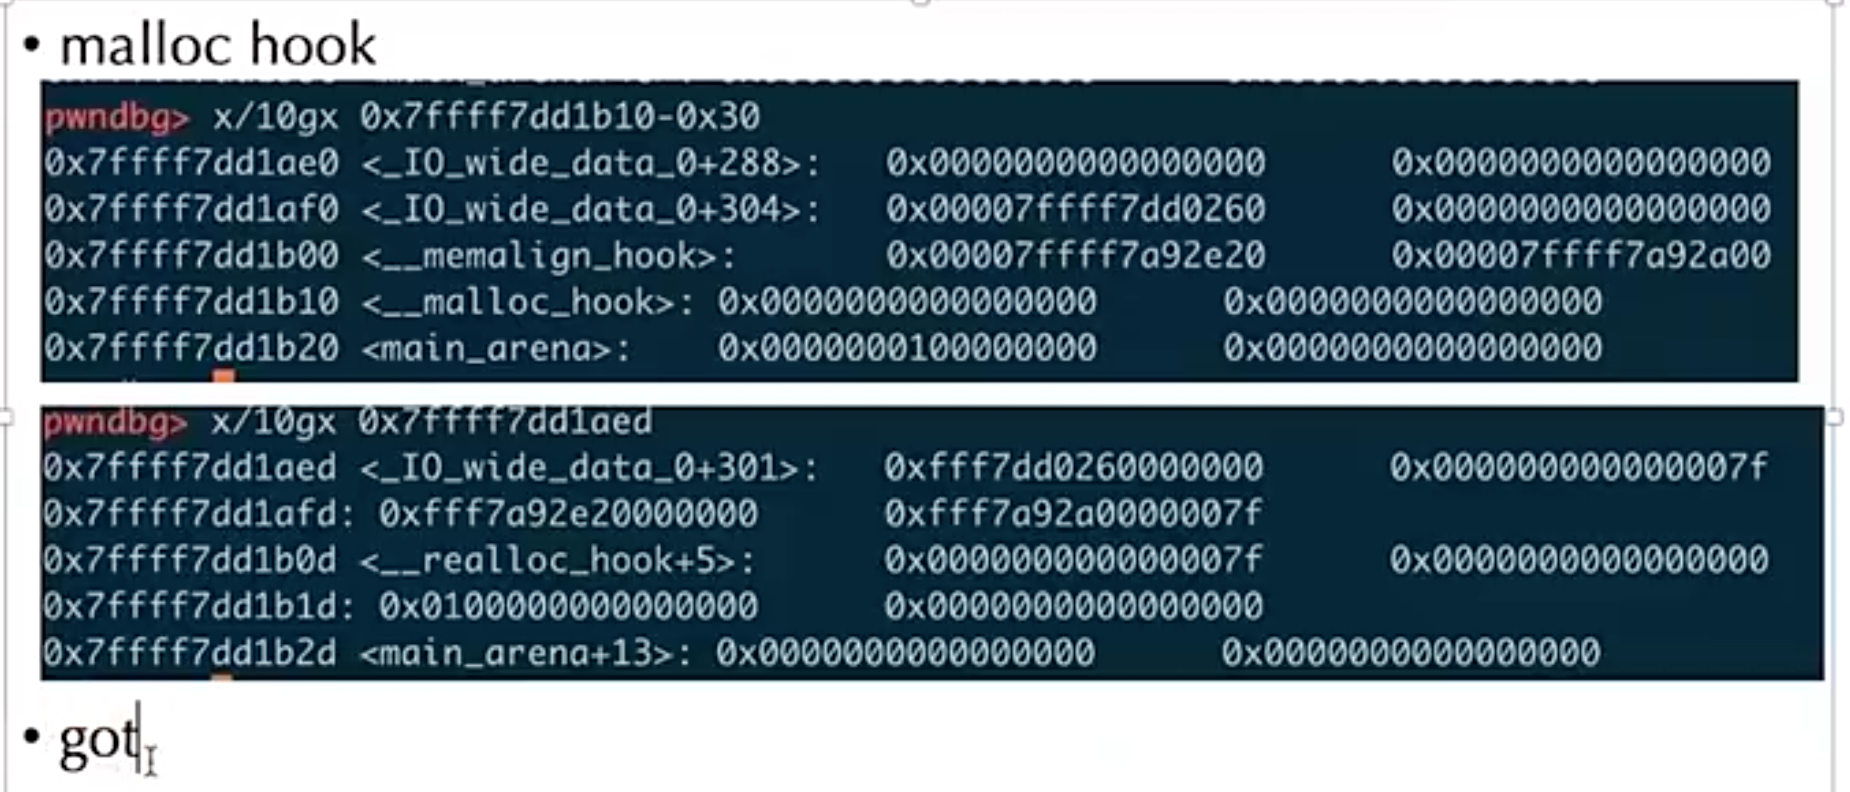 • malloc hook
pwndbg> x/10gx 0x7ffff7dd1b10-0x30
0x7ffff7dd1ae0 <_IO_wide_data_0+288>: 0x0000000000000000 0x0000000000000000
0x7ffff7dd1af0 <_IO_wide_data_0+304>: 0x00007ffff7dd0260 0x0000000000000000
0x7ffff7dd1b00 <__memalign_hook>: 0x00007ffff7a92e20 0x00007ffff7a92a00
0x7ffff7dd1b10 <__malloc_hook>: 0x0000000000000000 0x0000000000000000
0x7ffff7dd1b20 <main_arena>: 0x0000000100000000 0x0000000000000000
pwndbg> x/10gx 0x7ffff7dd1aed
0x7ffff7dd1aed <_IO_wide_data_0+301>: 0xfff7dd0260000000 0x000000000000007f
0x7ffff7dd1afd: 0xfff7a92e20000000 0xfff7a92a0000007f
0x7ffff7dd1b0d <__realloc_hook+5>: 0x000000000000007f 0x0000000000000000
0x7ffff7dd1b1d: 0x0100000000000000 0x0000000000000000
0x7ffff7dd1b2d <main_arena+13>: 0x0000000000000000 0x0000000000000000
• got